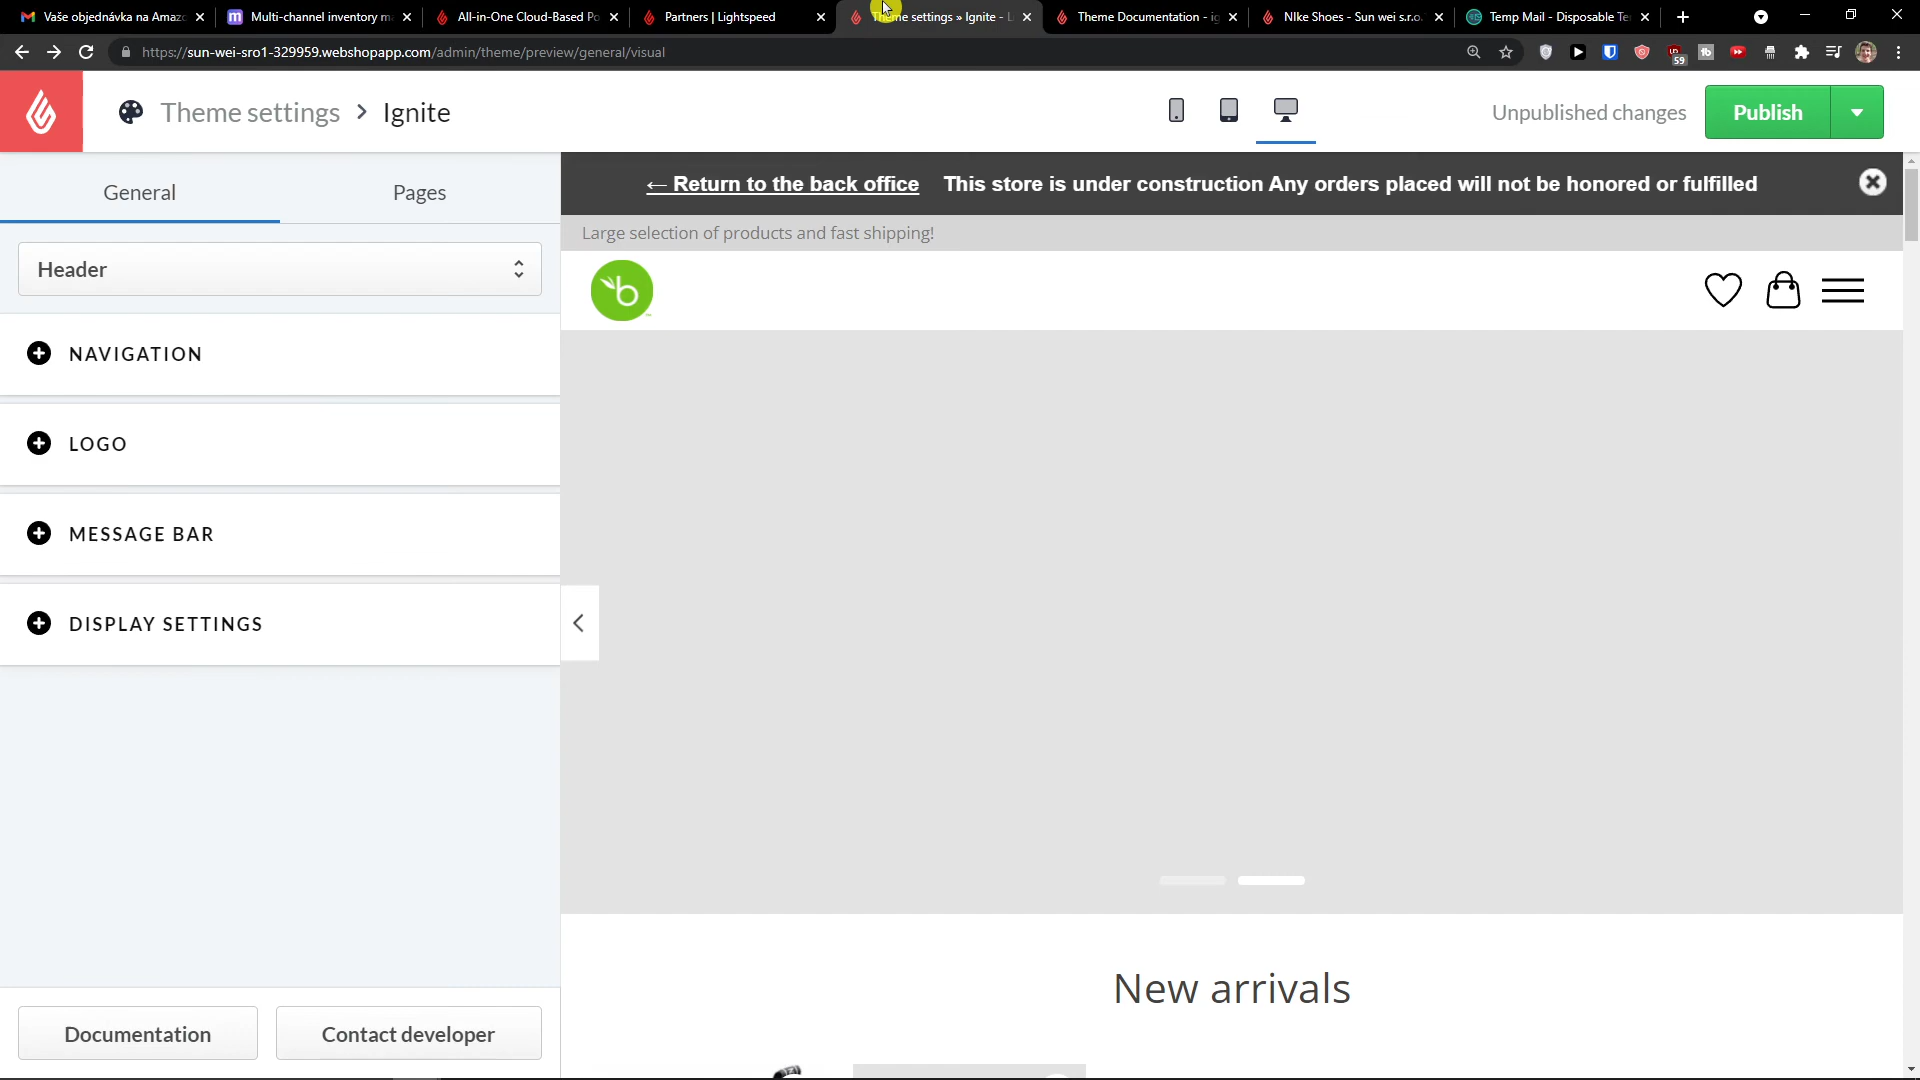 Vaše objednávka na Amaz
Multi-channel inventory m
All-in-One Cloud-Based Po
Partners | Lightspeed
Theme settings » Ignite - L
Theme Documentation - ig
NIke Shoes - Sun wei s.r.o.
Temp Mail - Disposable Te
https://sun-wei-sro1-329959.webshopapp.com/admin/theme/preview/general/visual
59
Theme settings > Ignite
Unpublished changes
Publish
General
Pages
← Return to the back office This store is under construction Any orders placed will not be honored or fulfilled
Large selection of products and fast shipping!
Header
NAVIGATION
LOGO
MESSAGE BAR
DISPLAY SETTINGS
New arrivals
Documentation
Contact developer